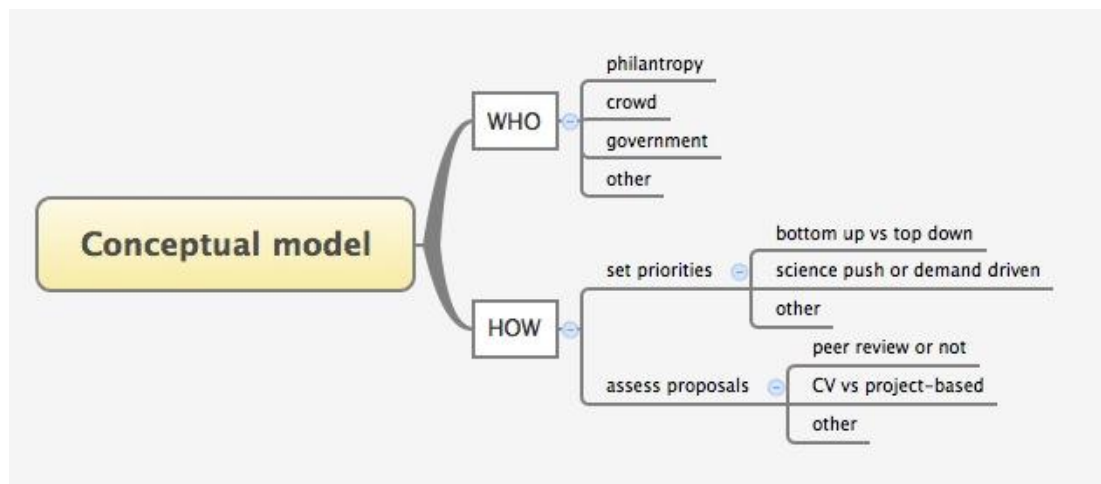 Conceptual model
WHO
philantropy
crowd
government
other
HOW
set priorities
bottom up vs top down
science push or demand driven
other
assess proposals
peer review or not
CV vs project-based
other